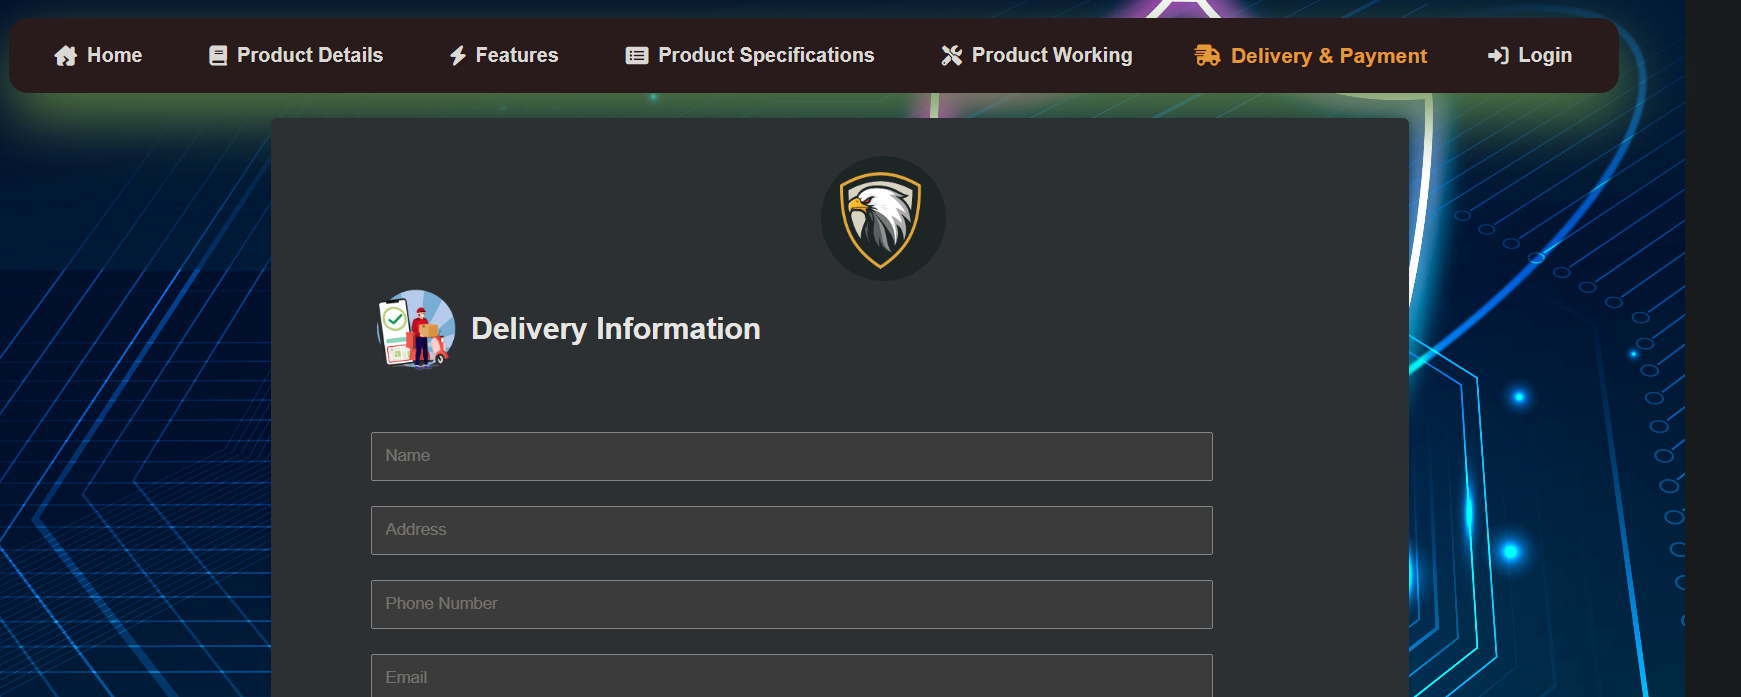 Home Product Details Features Product Specifications Product Working Delivery & Payment Login
Delivery Information
Name
Address
Phone Number
Email